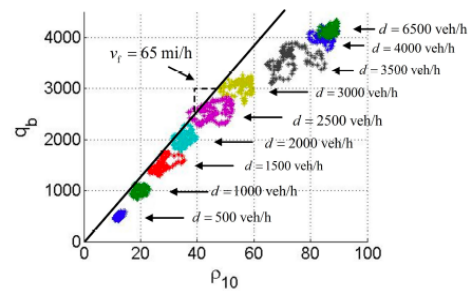 4000
3000
2000
1000
0
q_b
0
20
40
60
80
100
ρ_10
v_f = 65 mi/h
d = 6500 veh/h
d = 4000 veh/h
d = 3500 veh/h
d = 3000 veh/h
d = 2500 veh/h
d = 2000 veh/h
d = 1500 veh/h
d = 1000 veh/h
d = 500 veh/h